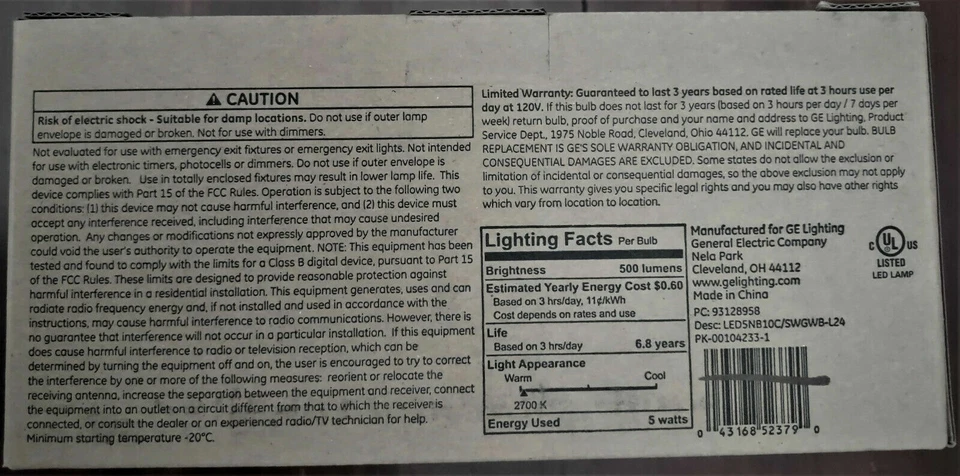 ⚠ CAUTION
Risk of electric shock - Suitable for damp locations. Do not use if outer lamp
envelope is damaged or broken. Not for use with dimmers.
Not evaluated for use with emergency exit fixtures or emergency exit lights. Not intended
for use with electronic timers, photocells or dimmers. Do not use if outer envelope is
damaged or broken. Use in totally enclosed fixtures may result in lower lamp life. This
device complies with Part 15 of the FCC Rules. Operation is subject to the following two
conditions: (1) this device may not cause harmful interference, and (2) this device must
accept any interference received, including interference that may cause undesired
operation. Any changes or modifications not expressly approved by the manufacturer
could void the user's authority to operate the equipment. NOTE: This equipment has been
tested and found to comply with the limits for a Class B digital device, pursuant to Part 15
of the FCC Rules. These limits are designed to provide reasonable protection against
harmful interference in a residential installation. This equipment generates, uses and can
radiate radio frequency energy and, if not installed and used in accordance with the
instructions, may cause harmful interference to radio communications. However, there is
no guarantee that interference will not occur in a particular installation. If this equipment
does cause harmful interference to radio or television reception, which can be
determined by turning the equipment off and on, the user is encouraged to try to correct
the interference by one or more of the following measures: reorient or relocate the
receiving antenna, increase the separation between the equipment and receiver, connect
the equipment into an outlet on a circuit different from that to which the receiver is
connected, or consult the dealer or an experienced radio/TV technician for help.
Minimum starting temperature -20°C.
Limited Warranty: Guaranteed to last 3 years based on rated life at 3 hours use per
day at 120V. If this bulb does not last for 3 years (based on 3 hours per day / 7 days per
week) return bulb, proof of purchase and your name and address to GE Lighting, Product
Service Dept., 1975 Noble Road, Cleveland, Ohio 44112. GE will replace your bulb. BULB
REPLACEMENT IS GE'S SOLE WARRANTY OBLIGATION, AND INCIDENTAL AND
CONSEQUENTIAL DAMAGES ARE EXCLUDED. Some states do not allow the exclusion or
limitation of incidental or consequential damages, so the above exclusion may not apply
to you. This warranty gives you specific legal rights and you may also have other rights
which vary from location to location.
Lighting Facts Per Bulb
Brightness 500 lumens
Estimated Yearly Energy Cost $0.60
Based on 3 hrs/day, 11¢/kWh
Cost depends on rates and use
Life
Based on 3 hrs/day 6.8 years
Light Appearance
Warm Cool
2700 K
Energy Used 5 watts
Manufactured for GE Lighting
General Electric Company
Nela Park
Cleveland, OH 44112
www.gelighting.com
Made in China
PC: 93128958
Desc: LED5NB10C/SWGWB-L24
PK-00104233-1
0 43168 52379 0
C UL US
LISTED
LED LAMP